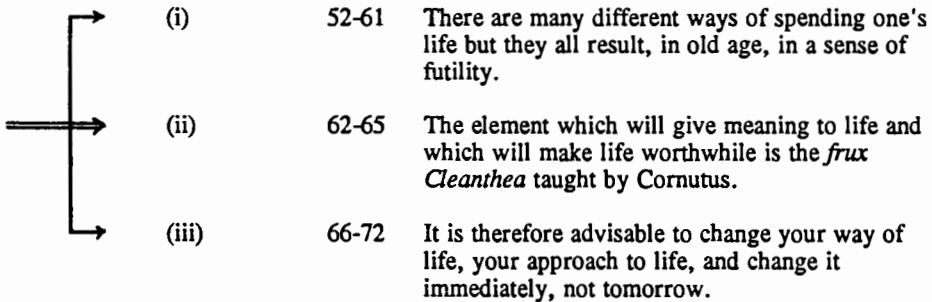 (i) 52-61 There are many different ways of spending one's
life but they all result, in old age, in a sense of
futility.
(ii) 62-65 The element which will give meaning to life and
which will make life worthwhile is the frux
Cleanthea taught by Cornutus.
(iii) 66-72 It is therefore advisable to change your way of
life, your approach to life, and change it
immediately, not tomorrow.